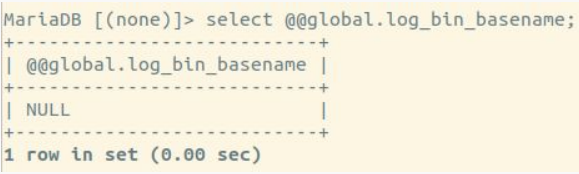 MariaDB [(none)]> select @@global.log_bin_basename;
+---------------------------+
| @@global.log_bin_basename |
+---------------------------+
| NULL                      |
+---------------------------+
1 row in set (0.00 sec)